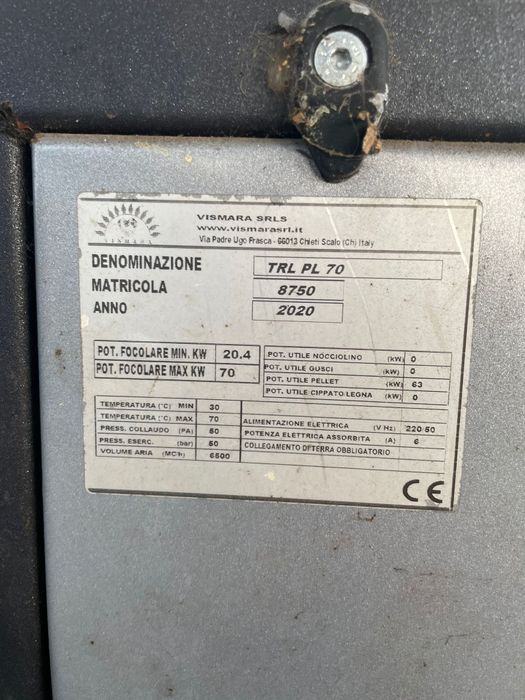 VISMARA
VISMARA SRLS
www.vismarasrl.it
Via Padre Ugo Frasca - 66013 Chieti Scalo (Ch) Italy
DENOMINAZIONE TRL PL 70
MATRICOLA 8750
ANNO 2020
POT. FOCOLARE MIN. KW 20.4
POT. FOCOLARE MAX KW 70
POT. UTILE NOCCIOLINO (kW) 0
POT. UTILE GUSCI (kW) 0
POT. UTILE PELLET (kW) 63
POT. UTILE CIPPATO LEGNA (kW) 0
TEMPERATURA (°C) MIN 30
TEMPERATURA (°C) MAX 70
PRESS. COLLAUDO (PA) 50
PRESS. ESERC. (bar) 50
VOLUME ARIA (MC\h) 6500
ALIMENTAZIONE ELETTRICA (V Hz) 220/50
POTENZA ELETTRICA ASSORBITA (A) 6
COLLEGAMENTO DI TERRA OBBLIGATORIO
CE